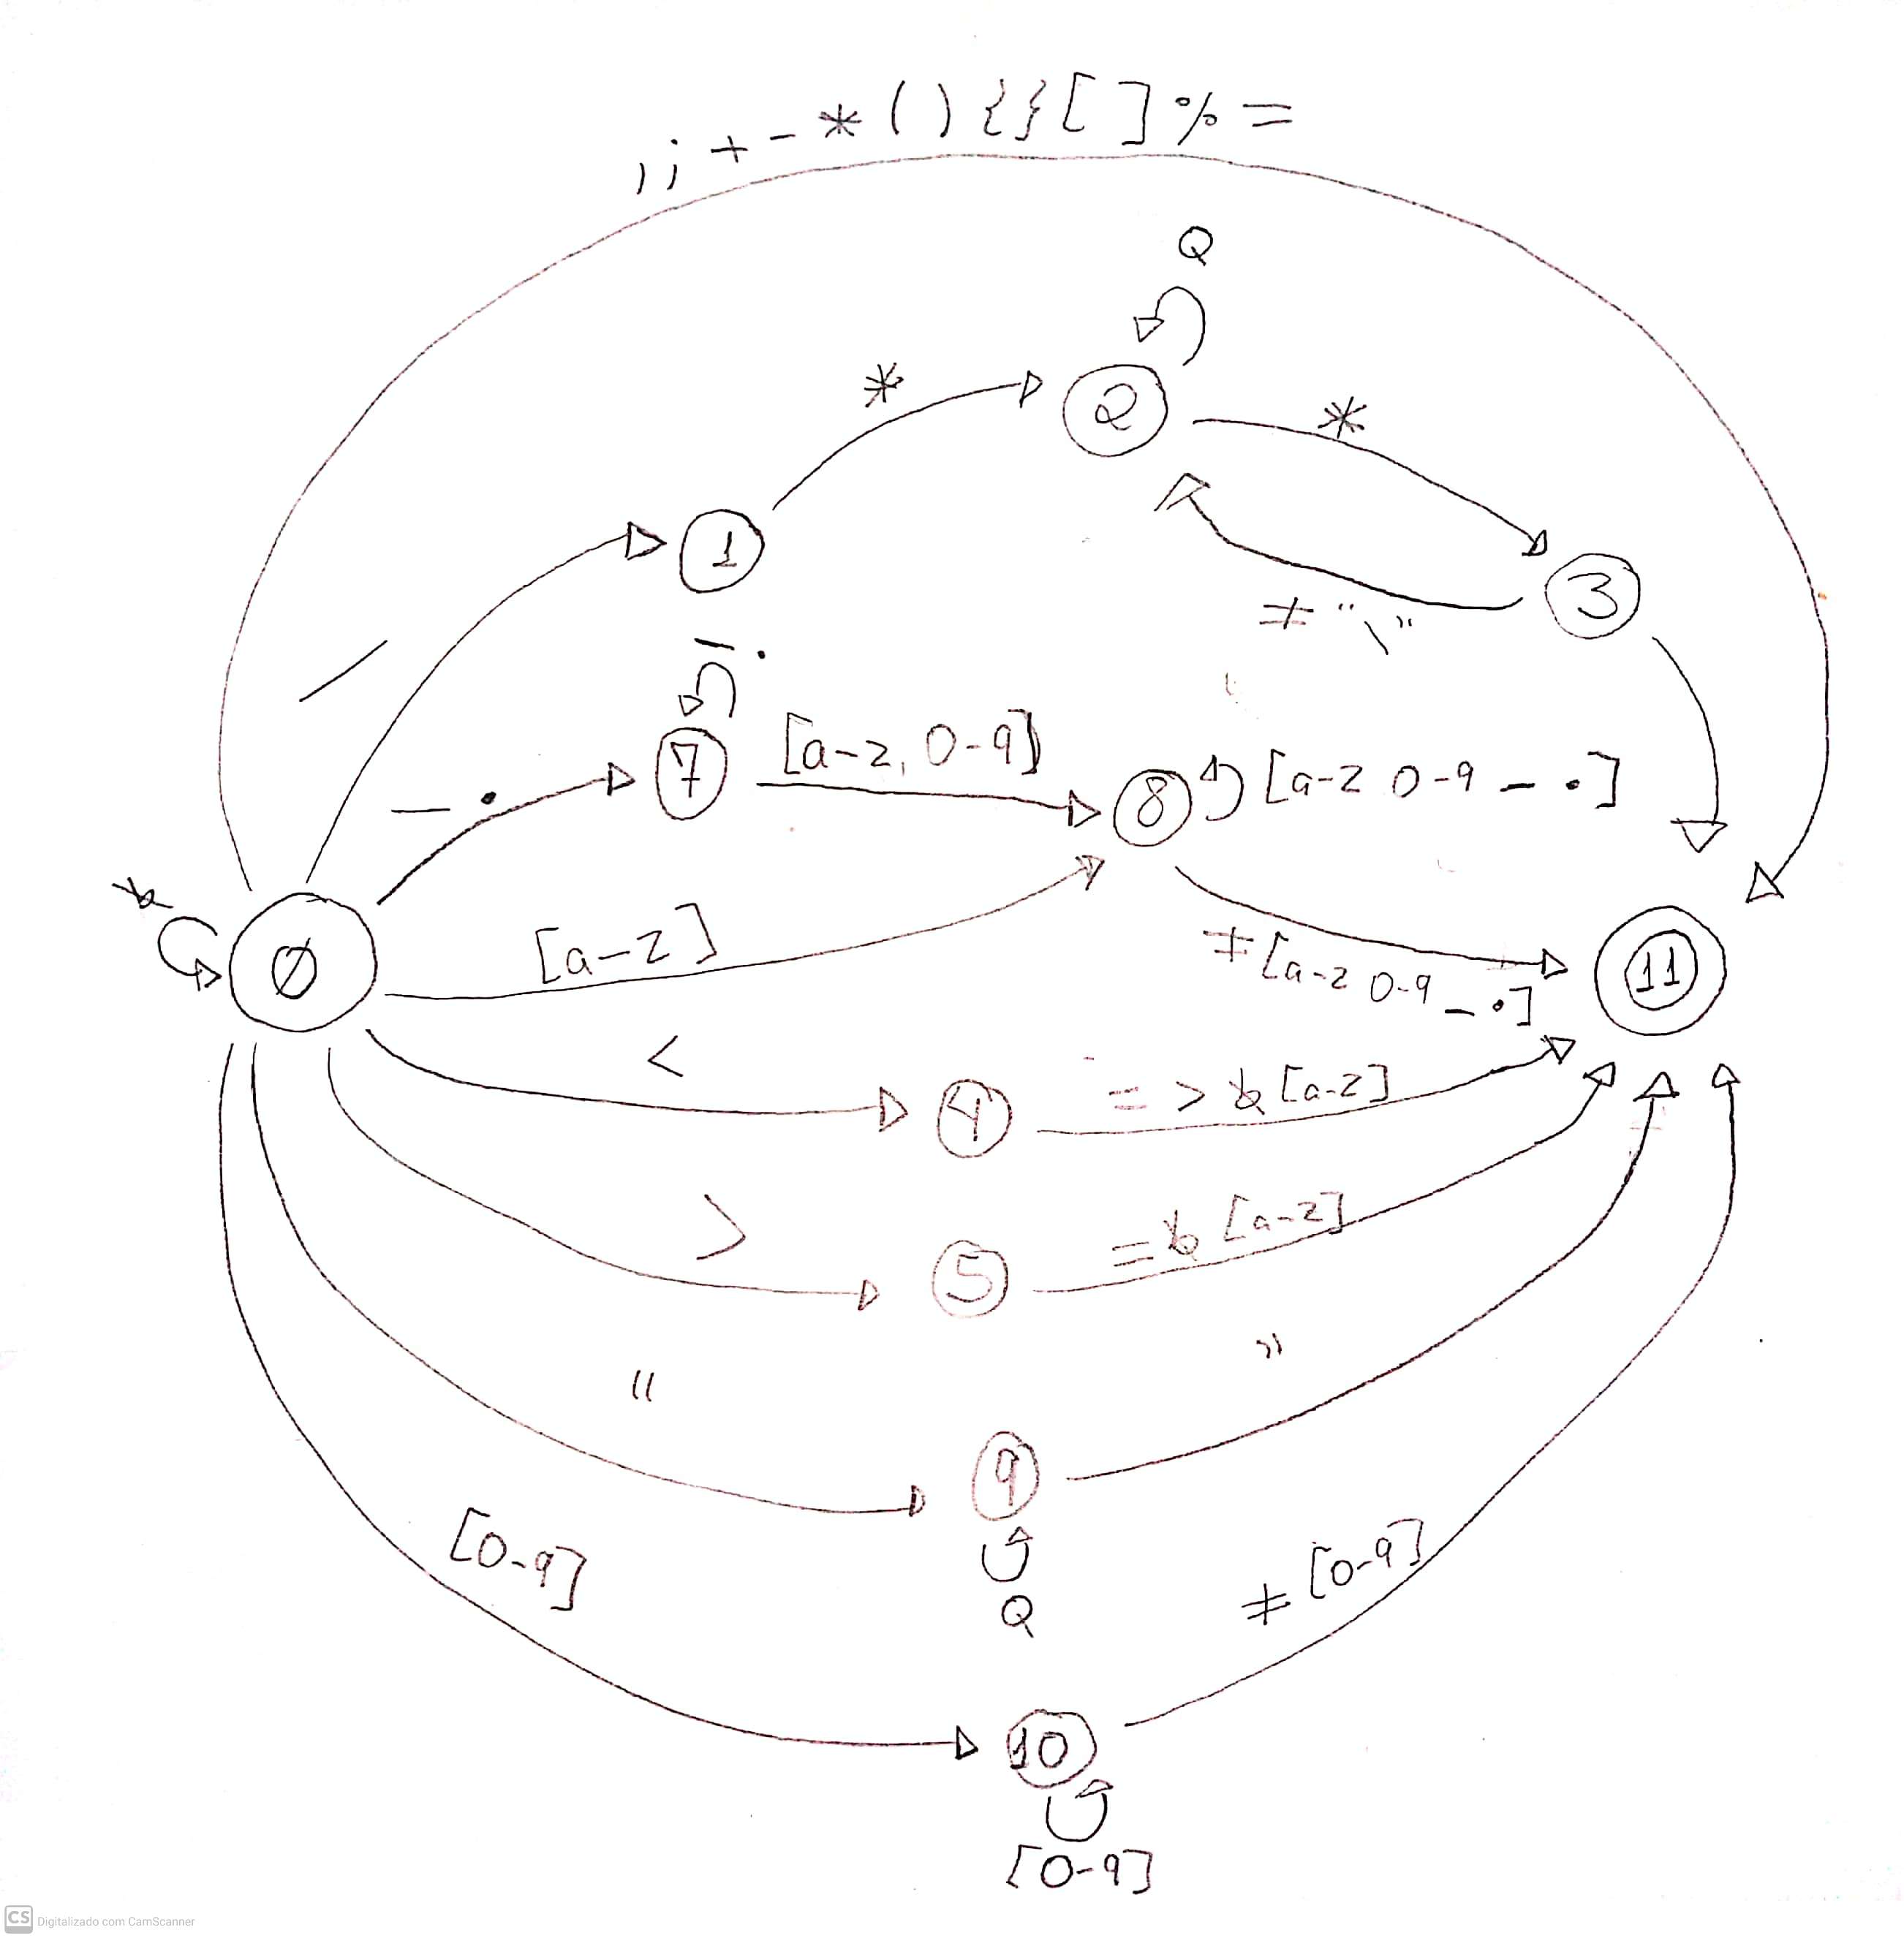 , ; + - * ( ) { } [ ] % =
Q
*
2
*
1
3
≠ "\"
/
_ .
7
[a-z, 0-9]
8
[a-z 0-9 _ .]
_ .
0
[a-z]
≠ [a-z 0-9 _ .]
11
<
4
= > ƀ [a-z]
>
5
= ƀ [a-z]
"
"
9
Q
[0-9]
≠ [0-9]
10
[0-9]
CS Digitalizado com CamScanner